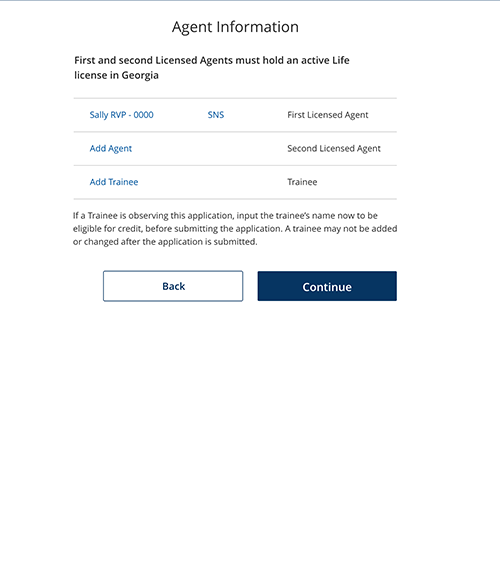 Agent Information
First and second Licensed Agents must hold an active Life
license in Georgia
Sally RVP - 0000 SNS First Licensed Agent
Add Agent Second Licensed Agent
Add Trainee Trainee
If a Trainee is observing this application, input the trainee's name now to be
eligible for credit, before submitting the application. A trainee may not be added
or changed after the application is submitted.
Back Continue